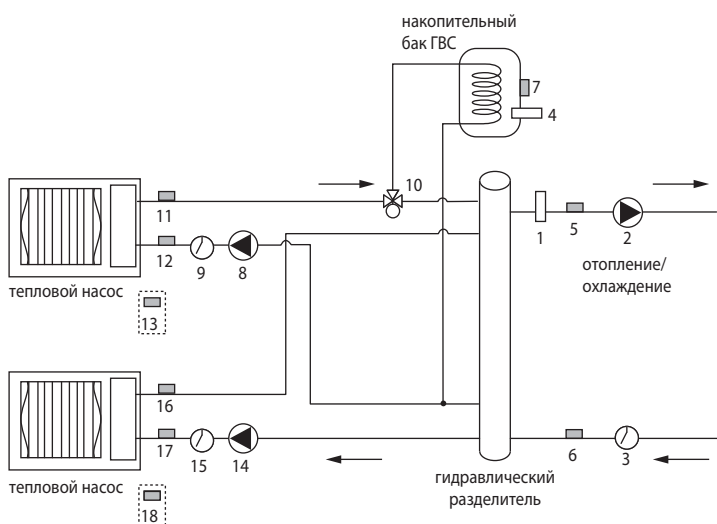 накопительный
бак ГВС
7
4
10
11
1
5
2
12
9
8
отопление/
охлаждение
тепловой насос
13
16
17
15
14
6
3
гидравлический
разделитель
тепловой насос
18